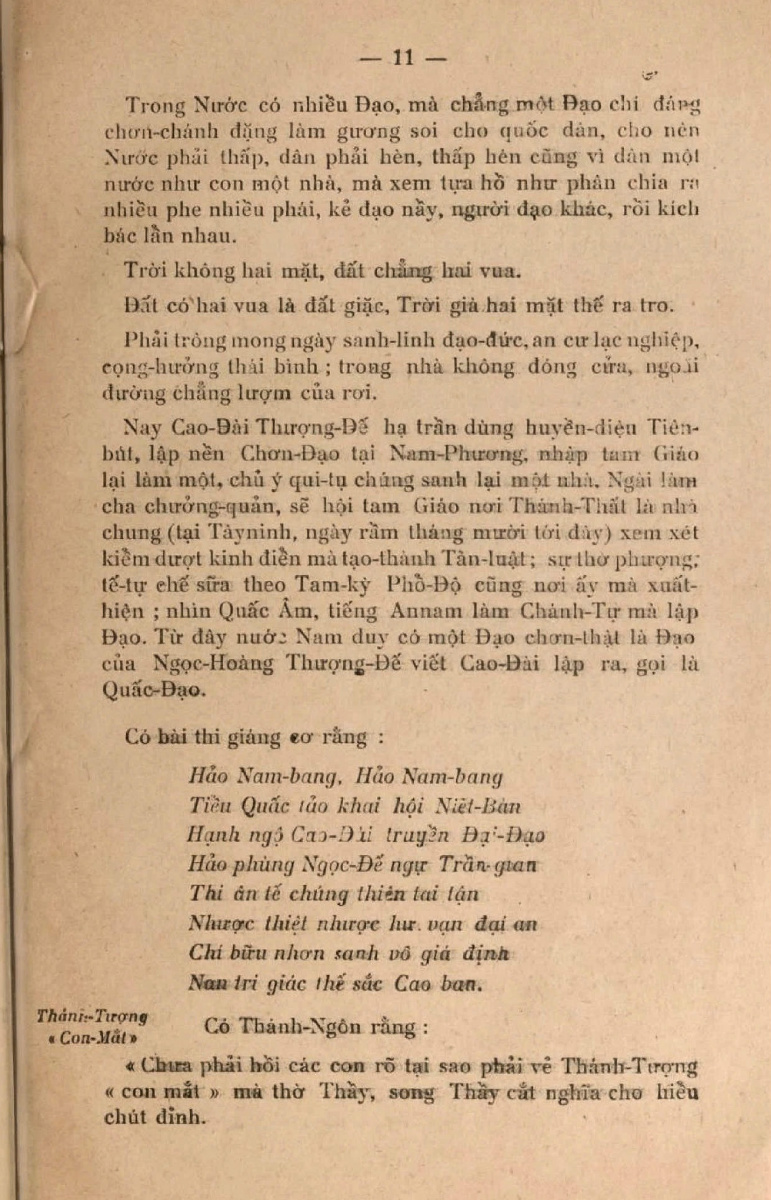 — 11 —
Trong Nước có nhiều Đạo, mà chẳng một Đạo chi đáng
chơn-chánh đặng làm gương soi cho quốc dân, cho nên
Nước phải thấp, dân phải hèn, thấp hèn cũng vì dân một
nước như con một nhà, mà xem tựa hồ như phân chia ra
nhiều phe nhiều phái, kẻ đạo nầy, người đạo khác, rồi kích
bác lẫn nhau.
Trời không hai mặt, đất chẳng hai vua.
Đất có hai vua là đất giặc, Trời già hai mặt thế ra tro.
Phải trông mong ngày sanh-linh đạo-đức, an cư lạc nghiệp,
cọng-hưởng thái bình ; trong nhà không đóng cửa, ngoài
đường chẳng lượm của rơi.
Nay Cao-Đài Thượng-Đế hạ trần dùng huyền-diệu Tiên-
bút, lập nền Chơn-Đạo tại Nam-Phương, nhập tam Giáo
lại làm một, chủ ý qui-tụ chúng sanh lại một nhà, Ngài làm
cha chưởng-quản, sẽ hội tam Giáo nơi Thánh-Thất là nhà
chung (tại Tâyninh, ngày rằm tháng mười tới đây) xem xét
kiểm dượt kinh điển mà tạo-thành Tân-luật ; sự thờ phượng,
tế-tự chế sữa theo Tam-kỳ Phổ-Độ cũng nơi ấy mà xuất-
hiện ; nhìn Quấc Âm, tiếng Annam làm Chánh-Tự mà lập
Đạo. Từ đây nước Nam duy có một Đạo chơn-thật là Đạo
của Ngọc-Hoàng Thượng-Đế viết Cao-Đài lập ra, gọi là
Quấc-Đạo.
Có bài thi giáng cơ rằng :
Hảo Nam-bang, Hảo Nam-bang
Tiểu Quấc tảo khai hội Niết-Bàn
Hạnh ngộ Cao-Đài truyền Đại-Đạo
Hảo phùng Ngọc-Đế ngự Trần-gian
Thi ân tế chúng thiên tai tận
Nhược thiệt nhược hư vạn đại an
Chí bữu nhơn sanh vô giá định
Nan tri giác thế sắc Cao ban.
Thánh-Tượng
« Con-Mắt »
Có Thánh-Ngôn rằng :
« Chưa phải hồi các con rõ tại sao phải vẽ Thánh-Tượng
« con mắt » mà thờ Thầy, song Thầy cắt nghĩa cho hiểu
chút đỉnh.